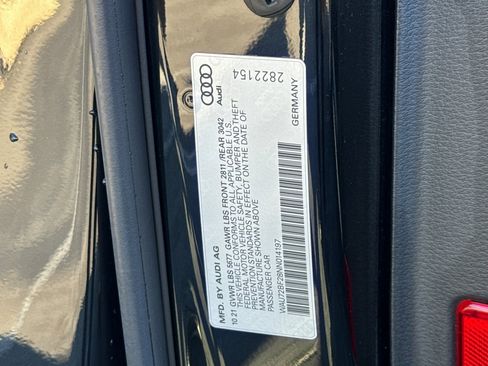 MFD. BY AUDI AG
10 21 GVWR LBS 5677 GAWR LBS FRONT 2811 /REAR 3042
THIS VEHICLE CONFORMS TO ALL APPLICABLE U.S.
FEDERAL MOTOR VEHICLE SAFETY, BUMPER AND THEFT
PREVENTION STANDARDS IN EFFECT ON THE DATE OF
MANUFACTURE SHOWN ABOVE
PASSENGER CAR
Audi
2822154
GERMANY